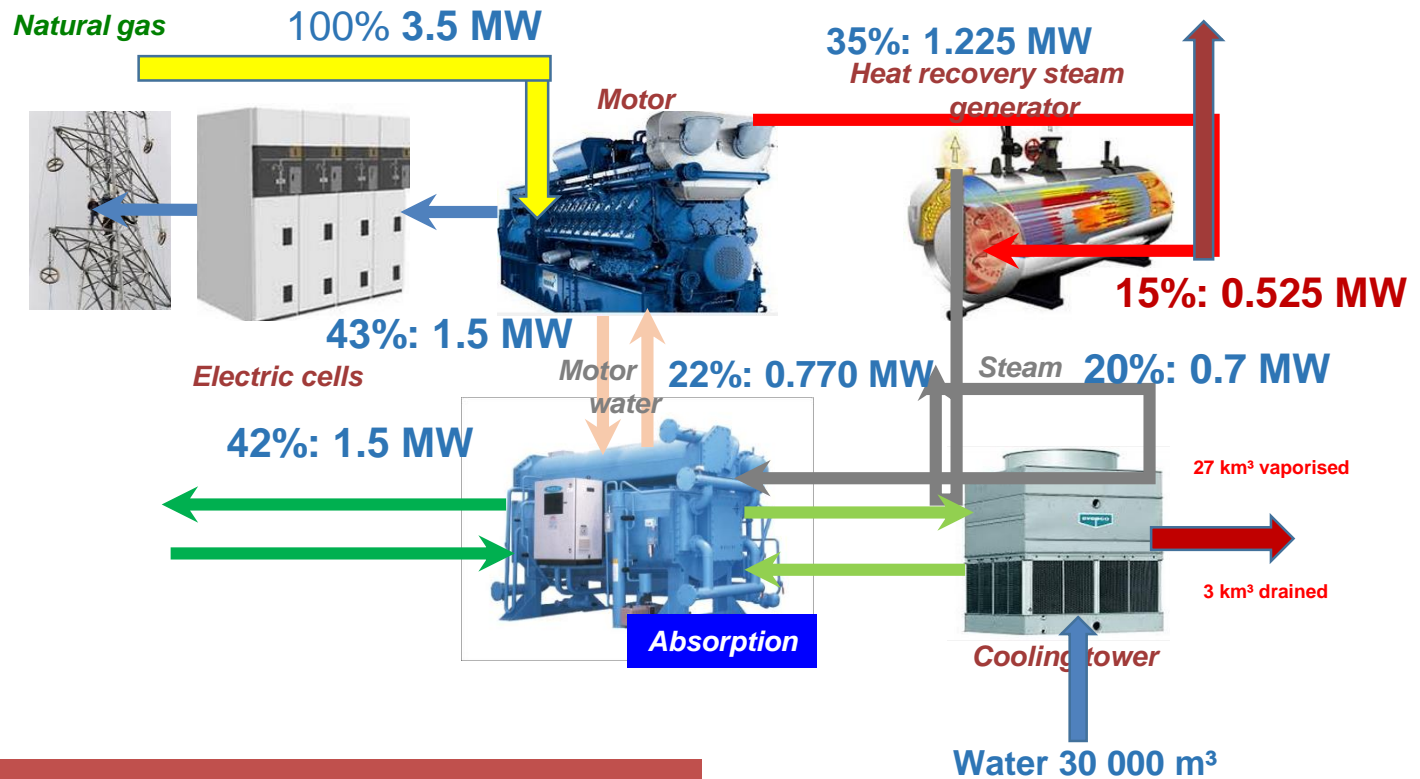 Natural gas
100% 3.5 MW
35%: 1.225 MW
Heat recovery steam
generator
Motor
15%: 0.525 MW
43%: 1.5 MW
Electric cells
Motor
water
22%: 0.770 MW
Steam
20%: 0.7 MW
42%: 1.5 MW
27 km³ vaporised
3 km³ drained
Absorption
Cooling tower
Water 30 000 m³